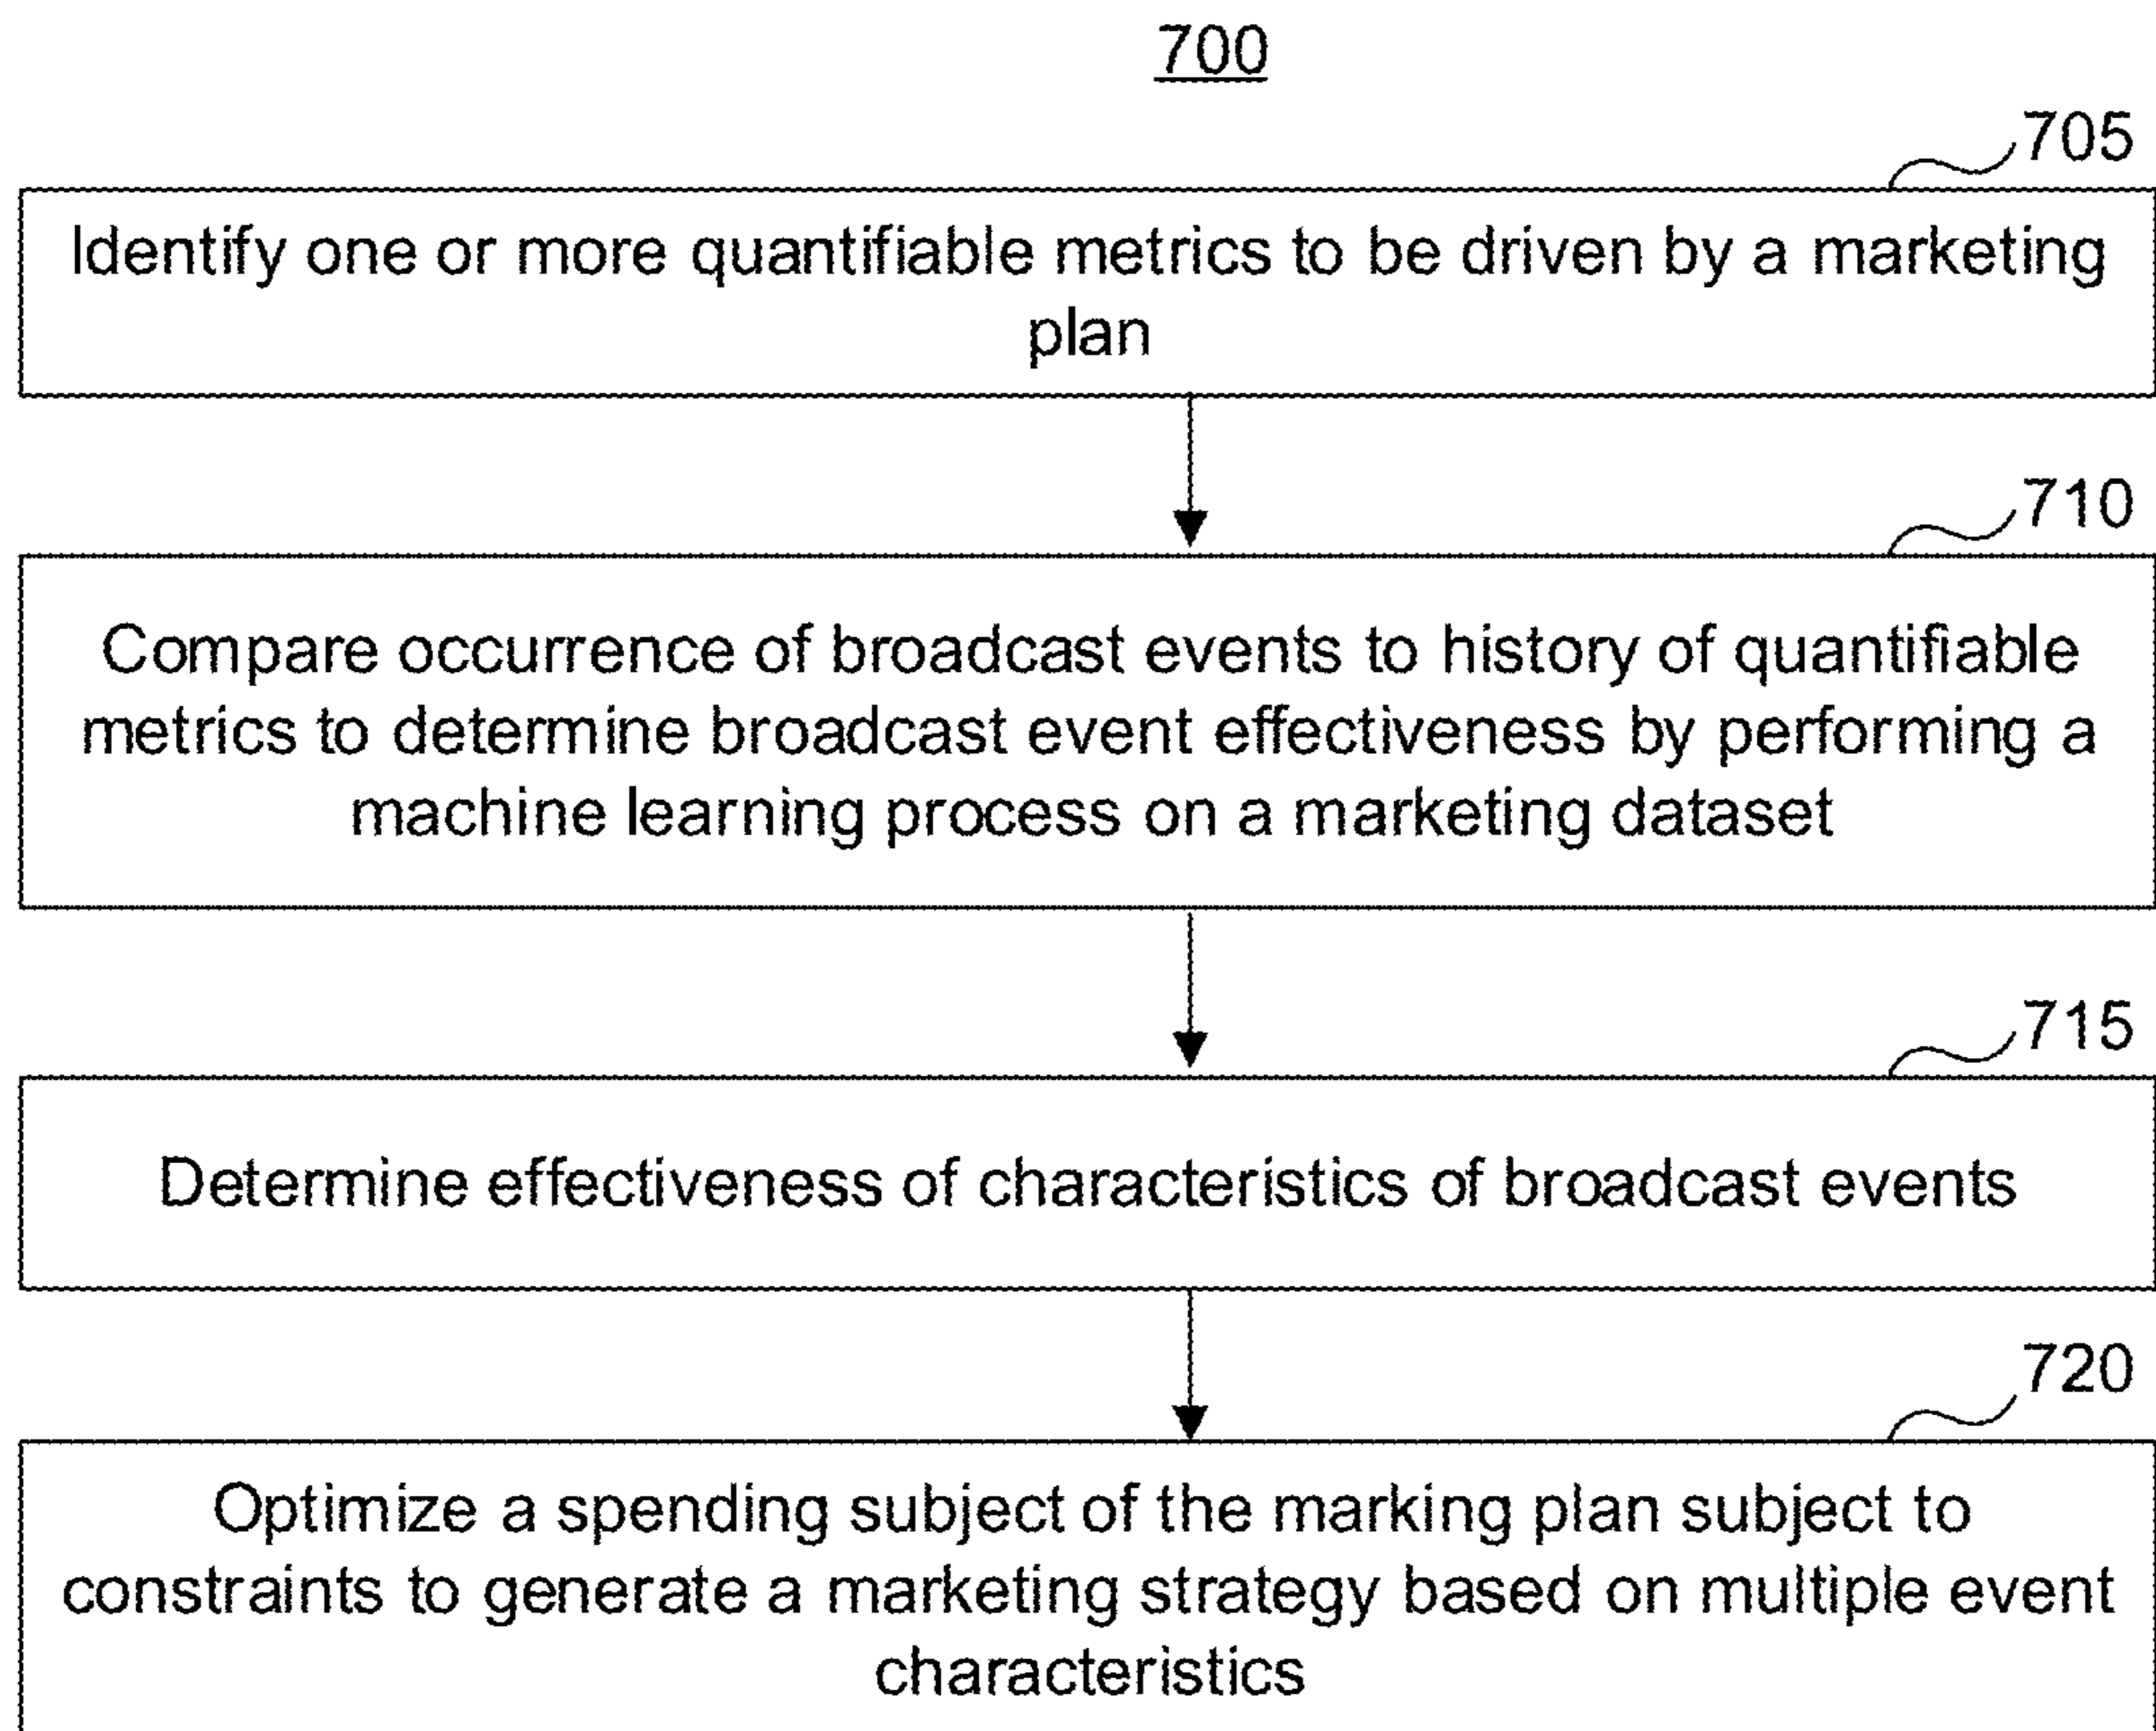 700
705
Identify one or more quantifiable metrics to be driven by a marketing
plan
710
Compare occurrence of broadcast events to history of quantifiable
metrics to determine broadcast event effectiveness by performing a
machine learning process on a marketing dataset
715
Determine effectiveness of characteristics of broadcast events
720
Optimize a spending subject of the marking plan subject to
constraints to generate a marketing strategy based on multiple event
characteristics